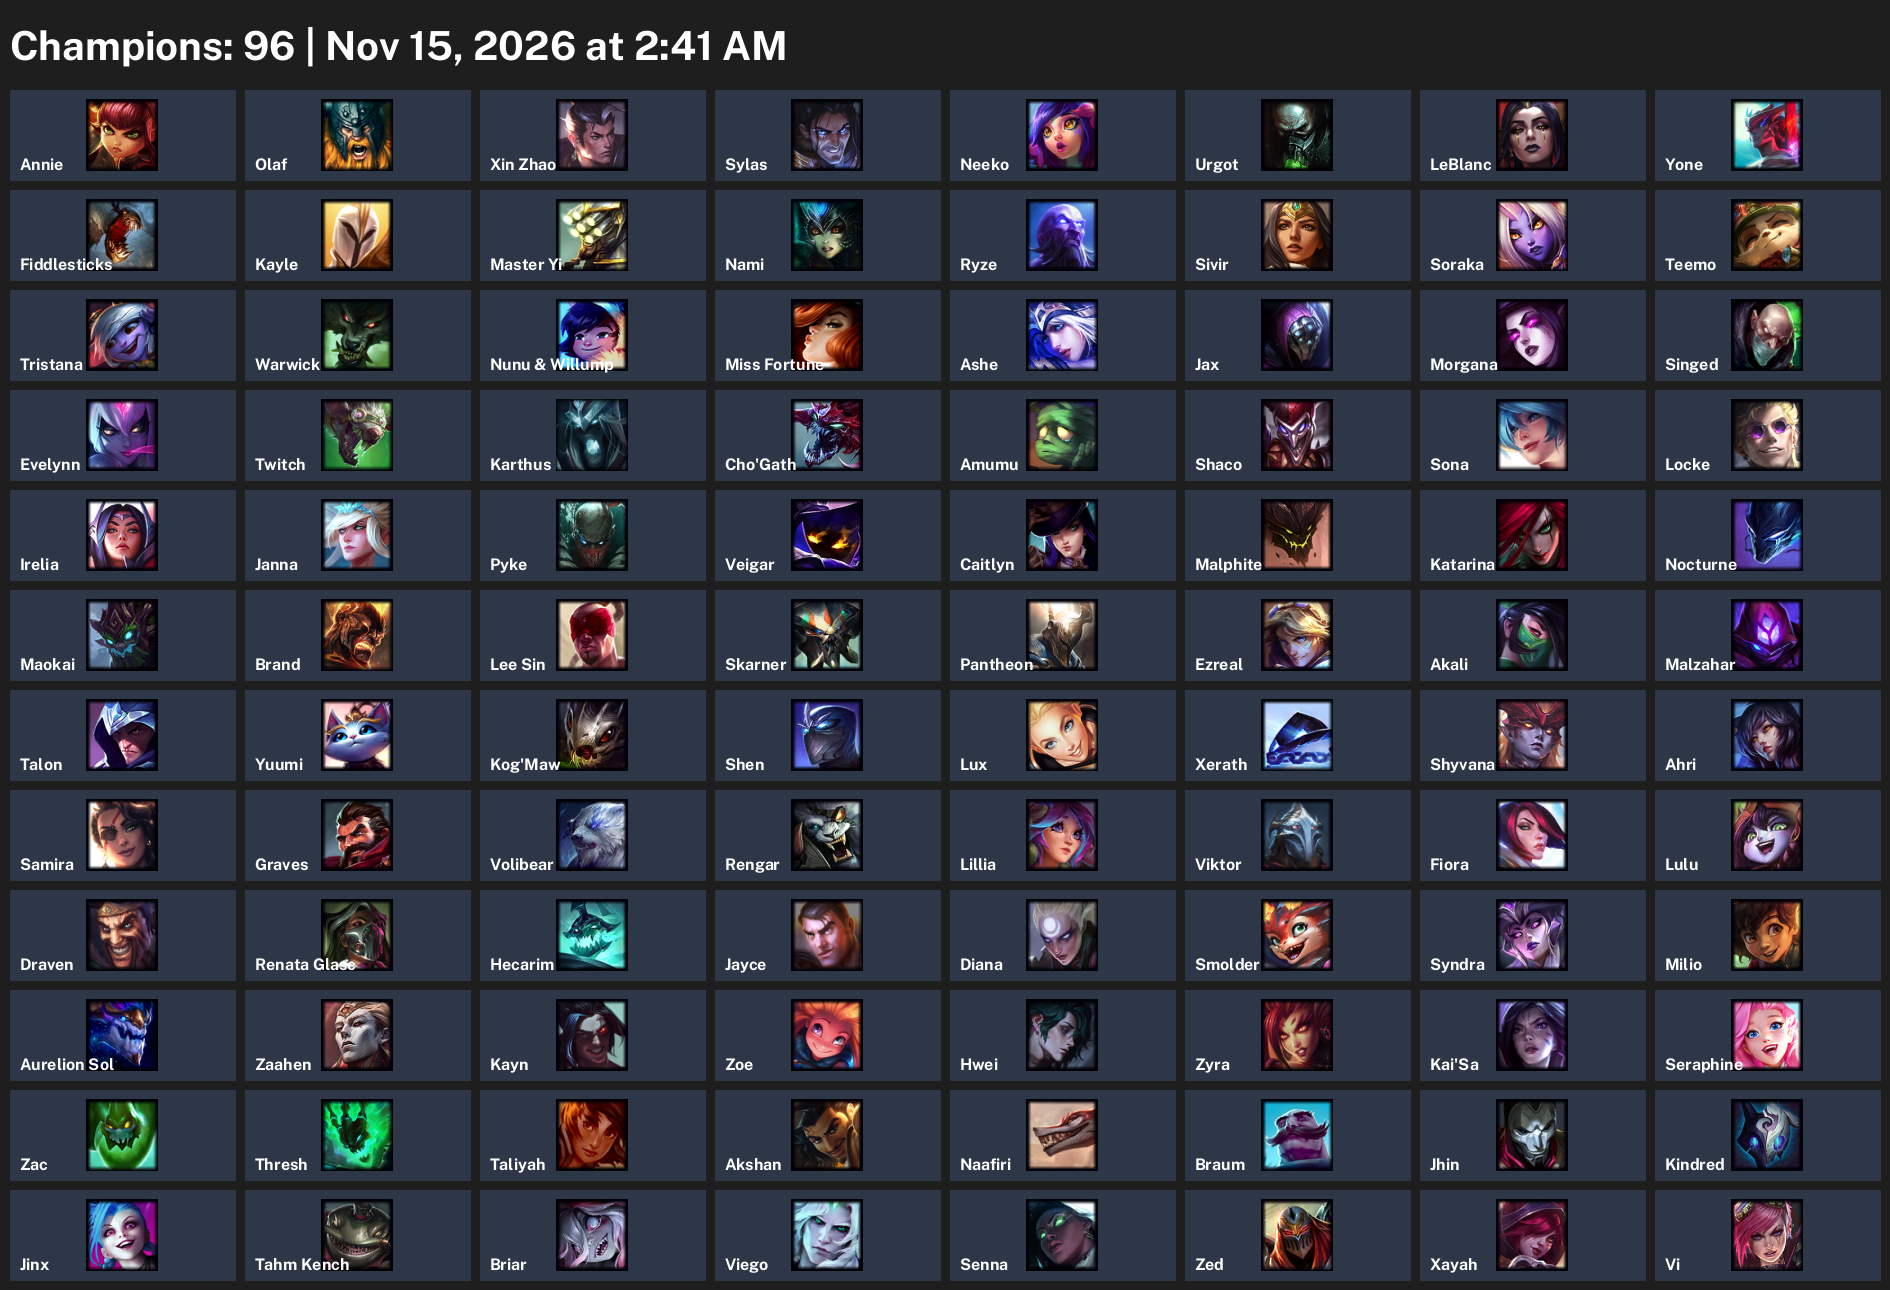 Champions: 96 | Nov 15, 2026 at 2:41 AM
Annie Olaf Xin Zhao Sylas Neeko Urgot LeBlanc Yone
Fiddlesticks Kayle Master Yi Nami Ryze Sivir Soraka Teemo
Tristana Warwick Nunu & Willump Miss Fortune Ashe Jax Morgana Singed
Evelynn Twitch Karthus Cho'Gath Amumu Shaco Sona Locke
Irelia Janna Pyke Veigar Caitlyn Malphite Katarina Nocturne
Maokai Brand Lee Sin Skarner Pantheon Ezreal Akali Malzahar
Talon Yuumi Kog'Maw Shen Lux Xerath Shyvana Ahri
Samira Graves Volibear Rengar Lillia Viktor Fiora Lulu
Draven Renata Glasc Hecarim Jayce Diana Smolder Syndra Milio
Aurelion Sol Zaahen Kayn Zoe Hwei Zyra Kai'Sa Seraphine
Zac Thresh Taliyah Akshan Naafiri Braum Jhin Kindred
Jinx Tahm Kench Briar Viego Senna Zed Xayah Vi